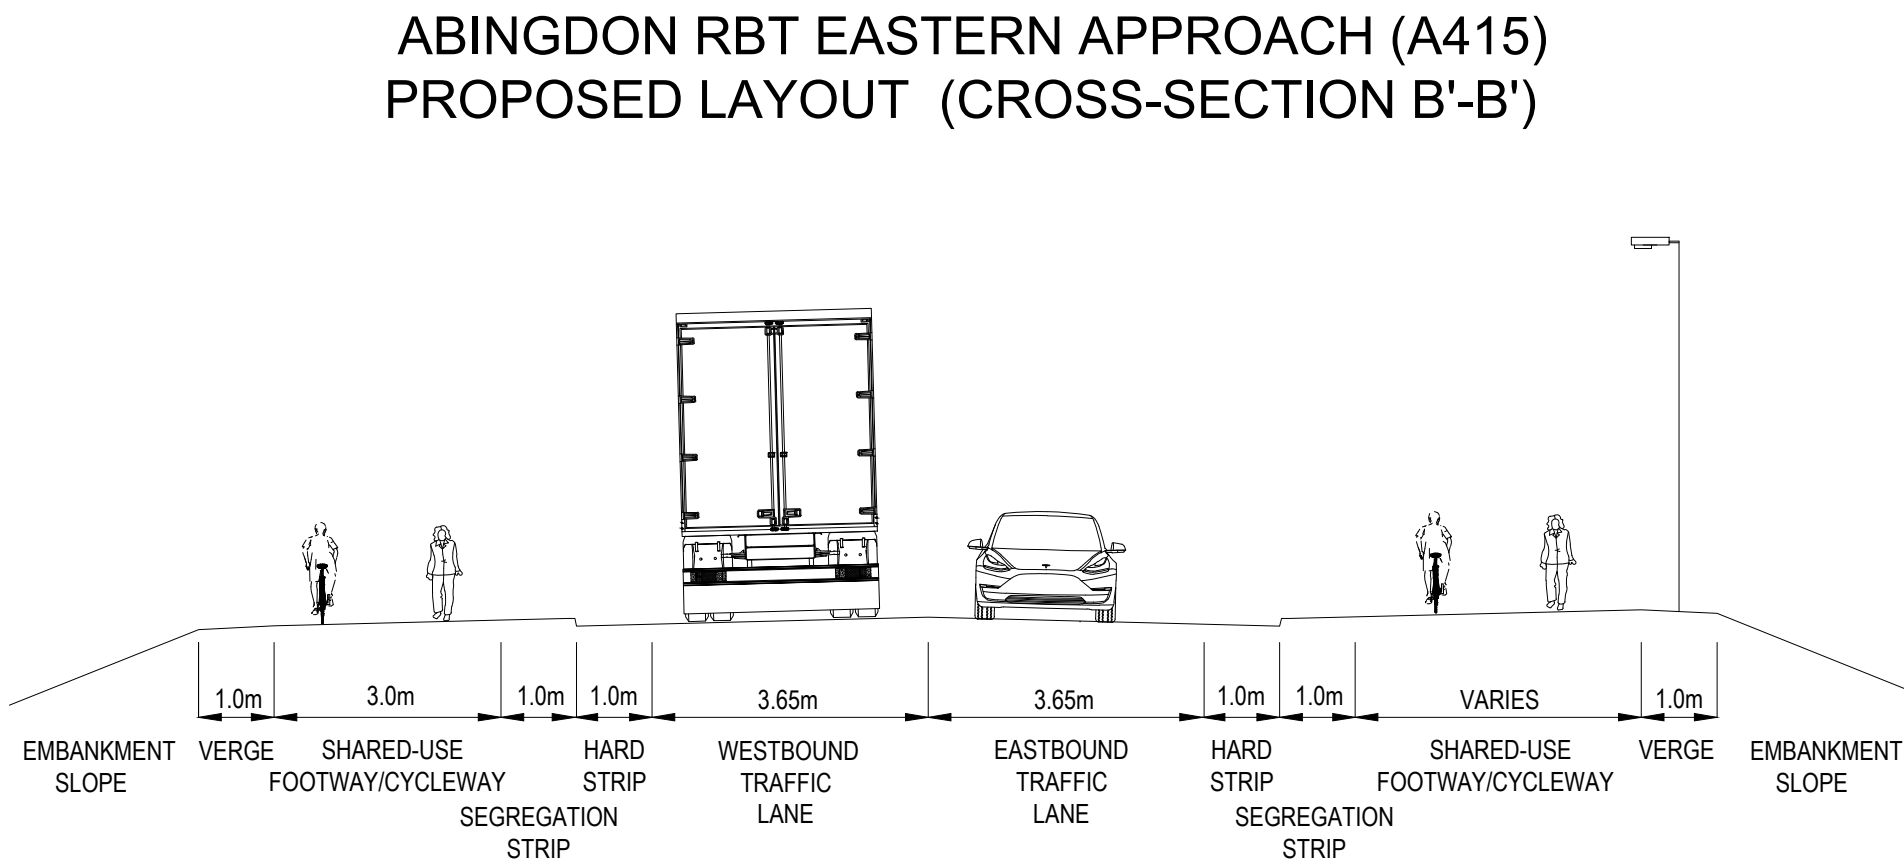 ABINGDON RBT EASTERN APPROACH (A415)
PROPOSED LAYOUT (CROSS-SECTION B'-B')
1.0m 3.0m 1.0m 1.0m 3.65m 3.65m 1.0m 1.0m VARIES 1.0m
EMBANKMENT VERGE SHARED-USE HARD WESTBOUND EASTBOUND HARD SHARED-USE VERGE EMBANKMENT
SLOPE FOOTWAY/CYCLEWAY STRIP TRAFFIC TRAFFIC STRIP FOOTWAY/CYCLEWAY SLOPE
SEGREGATION LANE LANE SEGREGATION
STRIP STRIP